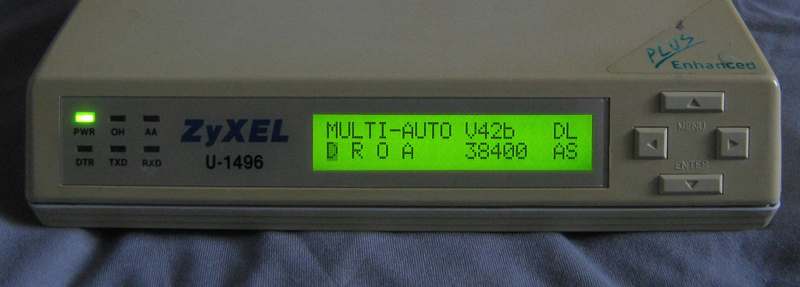 PLUS
Enhanced
PWR OH AA
DTR TXD RXD
ZyXEL
U-1496
MULTI-AUTO V42b DL
D R O A 38400 AS
MENU
ENTER